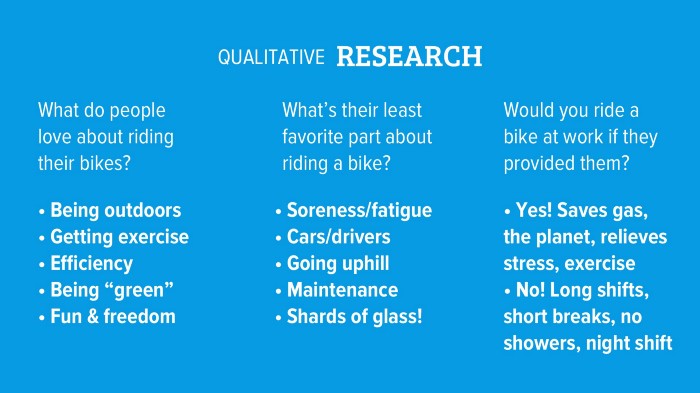 QUALITATIVE RESEARCH
What do people
love about riding
their bikes?
• Being outdoors
• Getting exercise
• Efficiency
• Being “green”
• Fun & freedom
What’s their least
favorite part about
riding a bike?
• Soreness/fatigue
• Cars/drivers
• Going uphill
• Maintenance
• Shards of glass!
Would you ride a
bike at work if they
provided them?
• Yes! Saves gas,
the planet, relieves
stress, exercise
• No! Long shifts,
short breaks, no
showers, night shift